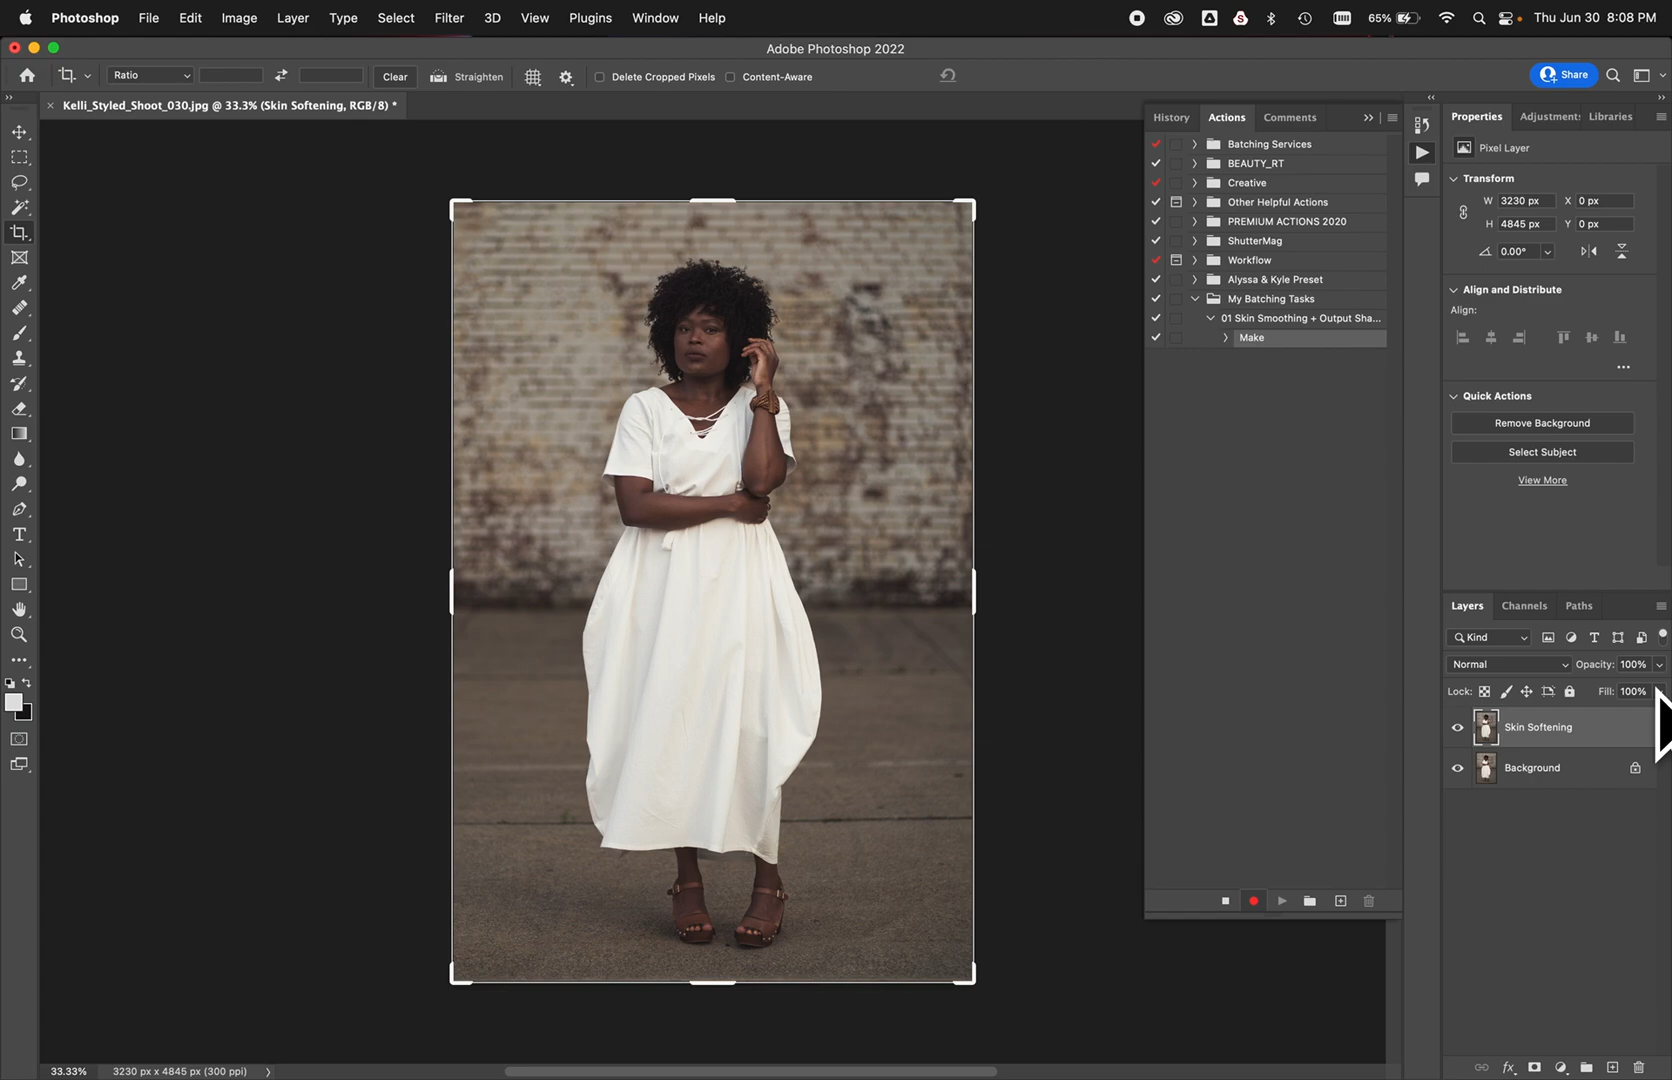 Photoshop File Edit Image Layer Type Select Filter 3D View Plugins Window Help 65% Thu Jun 30 8:08 PM
Adobe Photoshop 2022
Ratio Clear Straighten Delete Cropped Pixels Content-Aware Share
Kelli_Styled_Shoot_030.jpg @ 33.3% (Skin Softening, RGB/8) *
History Actions Comments
Batching Services
BEAUTY_RT
Creative
Other Helpful Actions
PREMIUM ACTIONS 2020
ShutterMag
Workflow
Alyssa & Kyle Preset
My Batching Tasks
01 Skin Smoothing + Output Sha...
Make
Properties Adjustments Libraries
Pixel Layer
Transform
W 3230 px X 0 px
H 4845 px Y 0 px
0.00°
Align and Distribute
Align:
Quick Actions
Remove Background
Select Subject
View More
Layers Channels Paths
Kind
Normal Opacity: 100%
Lock: Fill: 100%
Skin Softening
Background
33.33% 3230 px x 4845 px (300 ppi)